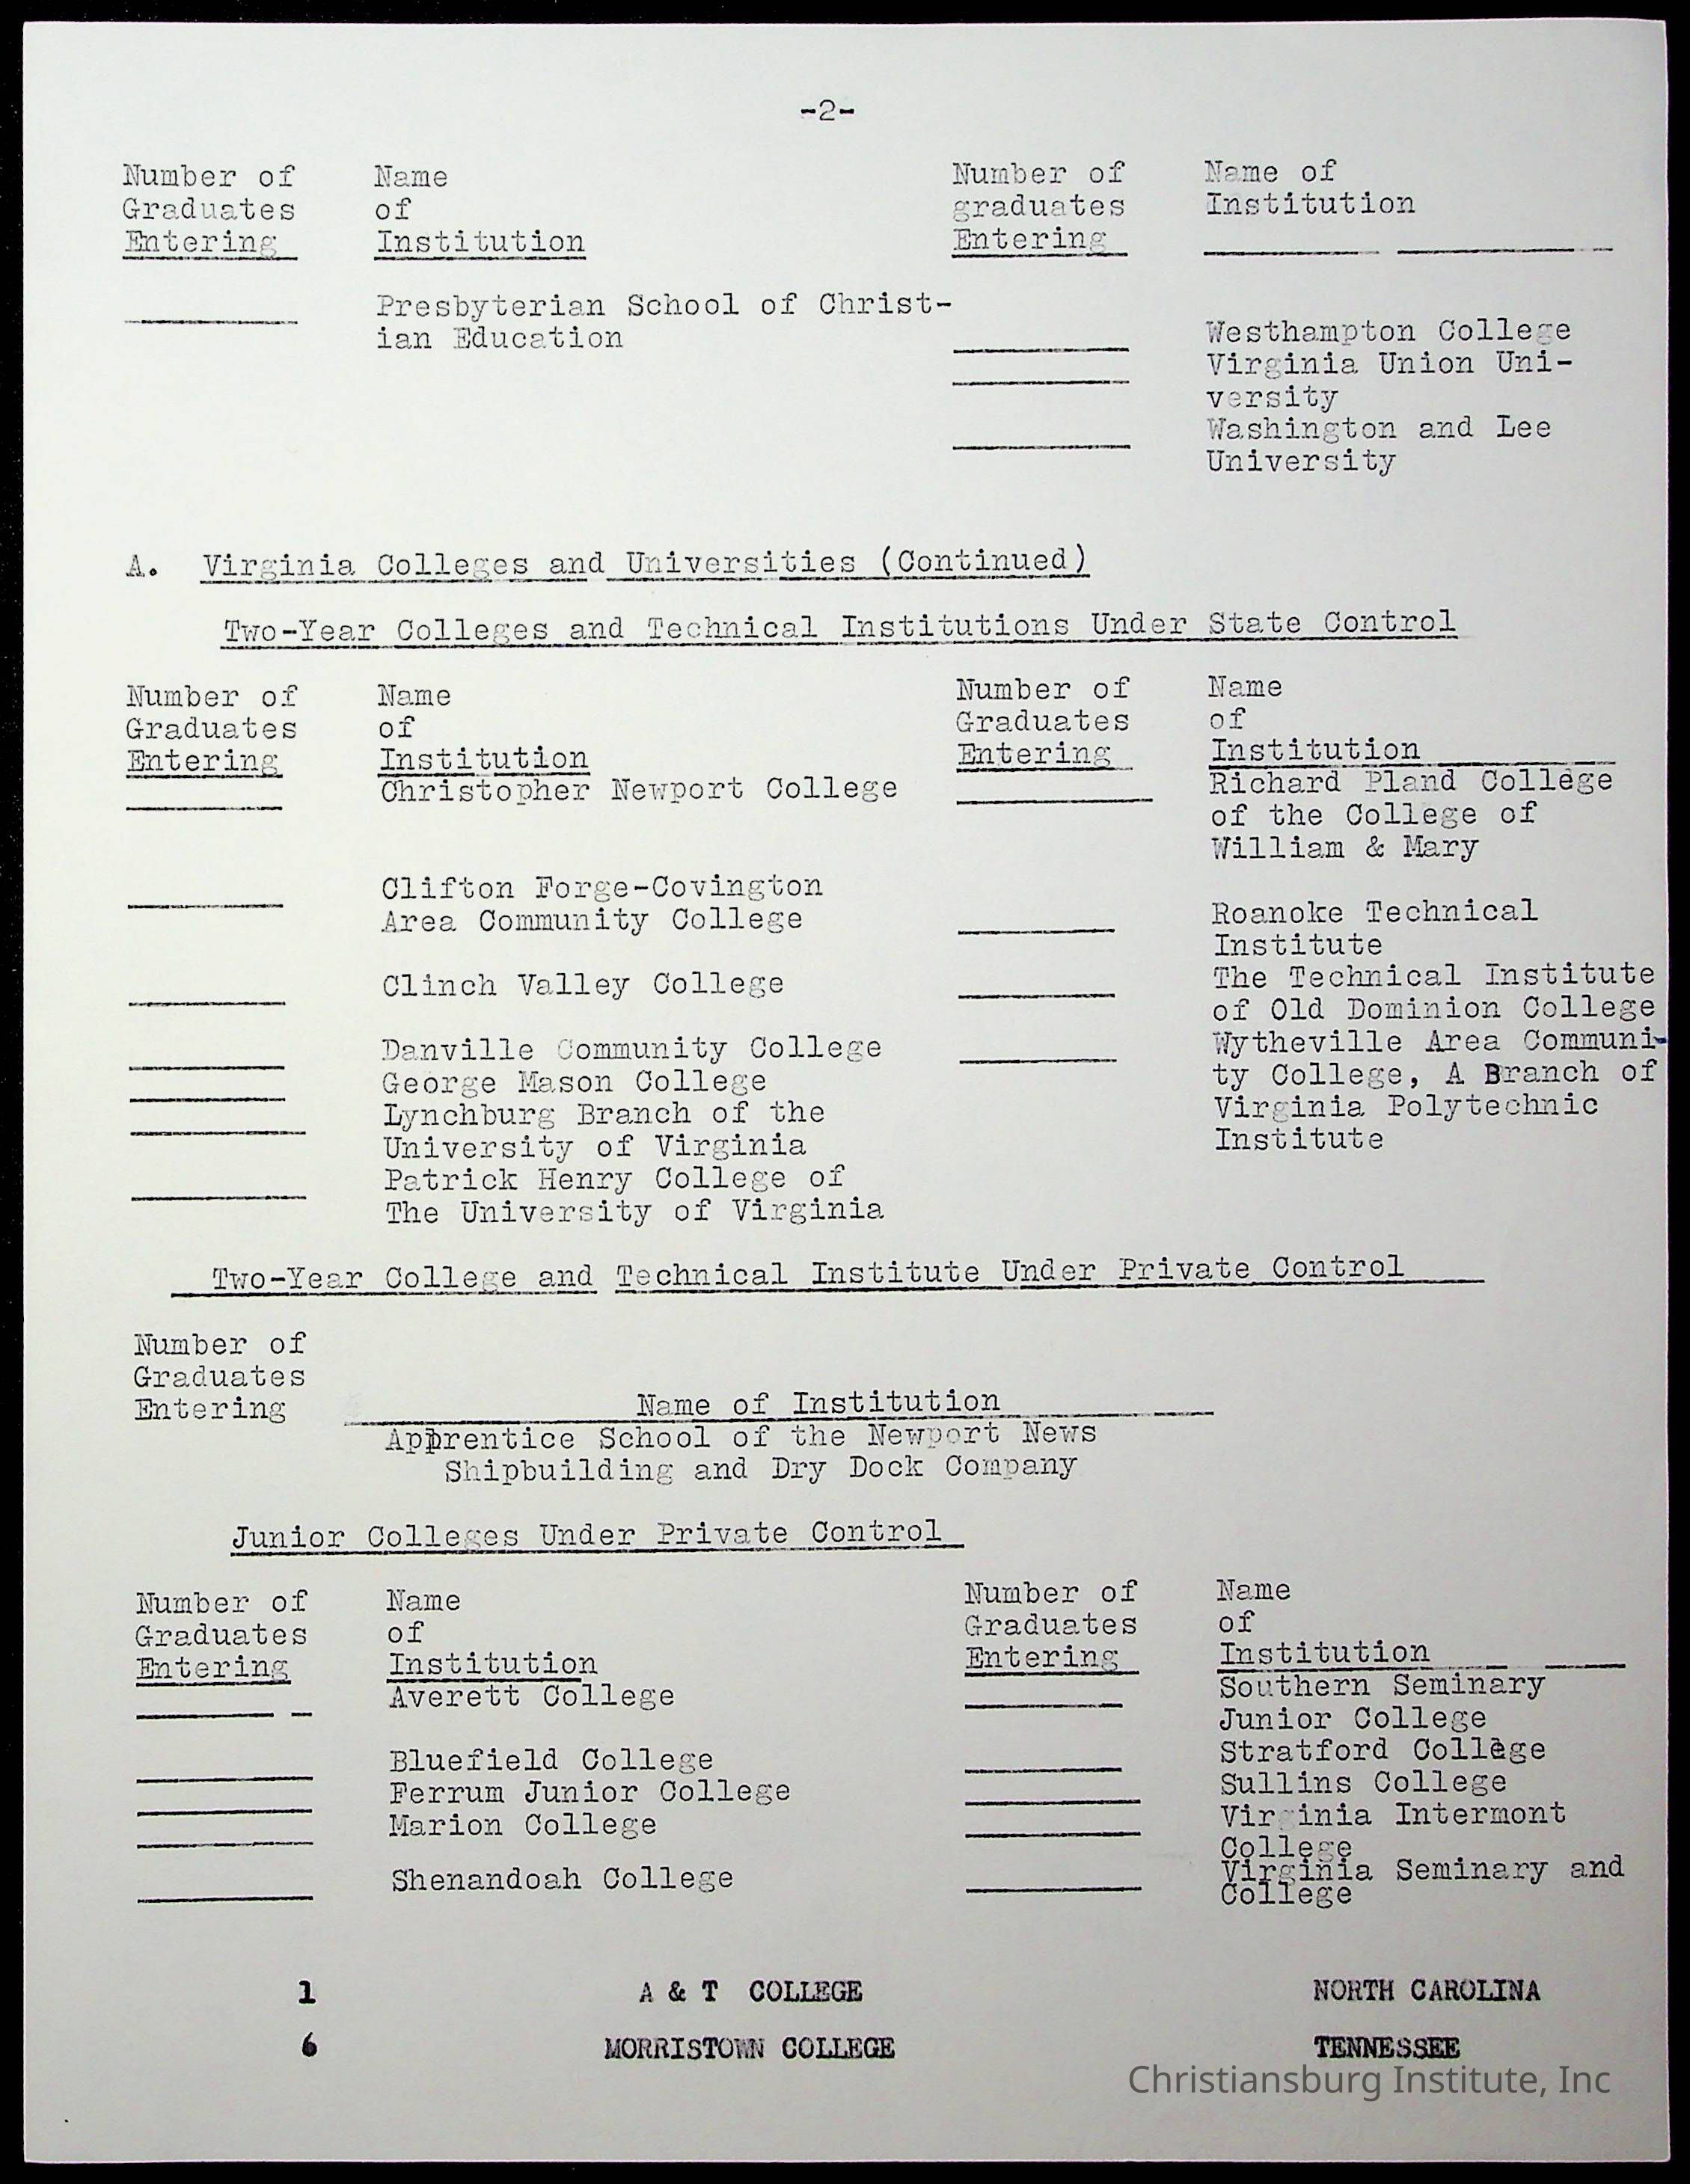 -2-
Number of Name Number of Name of
Graduates of graduates Institution
Entering Institution Entering
Presbyterian School of Christ-
ian Education
Westhampton College
Virginia Union Uni-
versity
Washington and Lee
University
A. Virginia Colleges and Universities (Continued)
Two-Year Colleges and Technical Institutions Under State Control
Number of Name Number of Name
Graduates of Graduates of
Entering Institution Entering Institution
Christopher Newport College Richard Pland College
of the College of
William & Mary
Clifton Forge-Covington
Area Community College Roanoke Technical
Institute
Clinch Valley College The Technical Institute
of Old Dominion College
Danville Community College Wytheville Area Communi-
George Mason College ty College, A Branch of
Lynchburg Branch of the Virginia Polytechnic
University of Virginia Institute
Patrick Henry College of
The University of Virginia
Two-Year College and Technical Institute Under Private Control
Number of
Graduates
Entering Name of Institution
Apprentice School of the Newport News
Shipbuilding and Dry Dock Company
Junior Colleges Under Private Control
Number of Name Number of Name
Graduates of Graduates of
Entering Institution Entering Institution
Averett College Southern Seminary
Junior College
Bluefield College Stratford College
Ferrum Junior College Sullins College
Marion College Virginia Intermont
College
Shenandoah College Virginia Seminary and
College
1 A & T COLLEGE NORTH CAROLINA
6 MORRISTOWN COLLEGE TENNESSEE
Christiansburg Institute, Inc